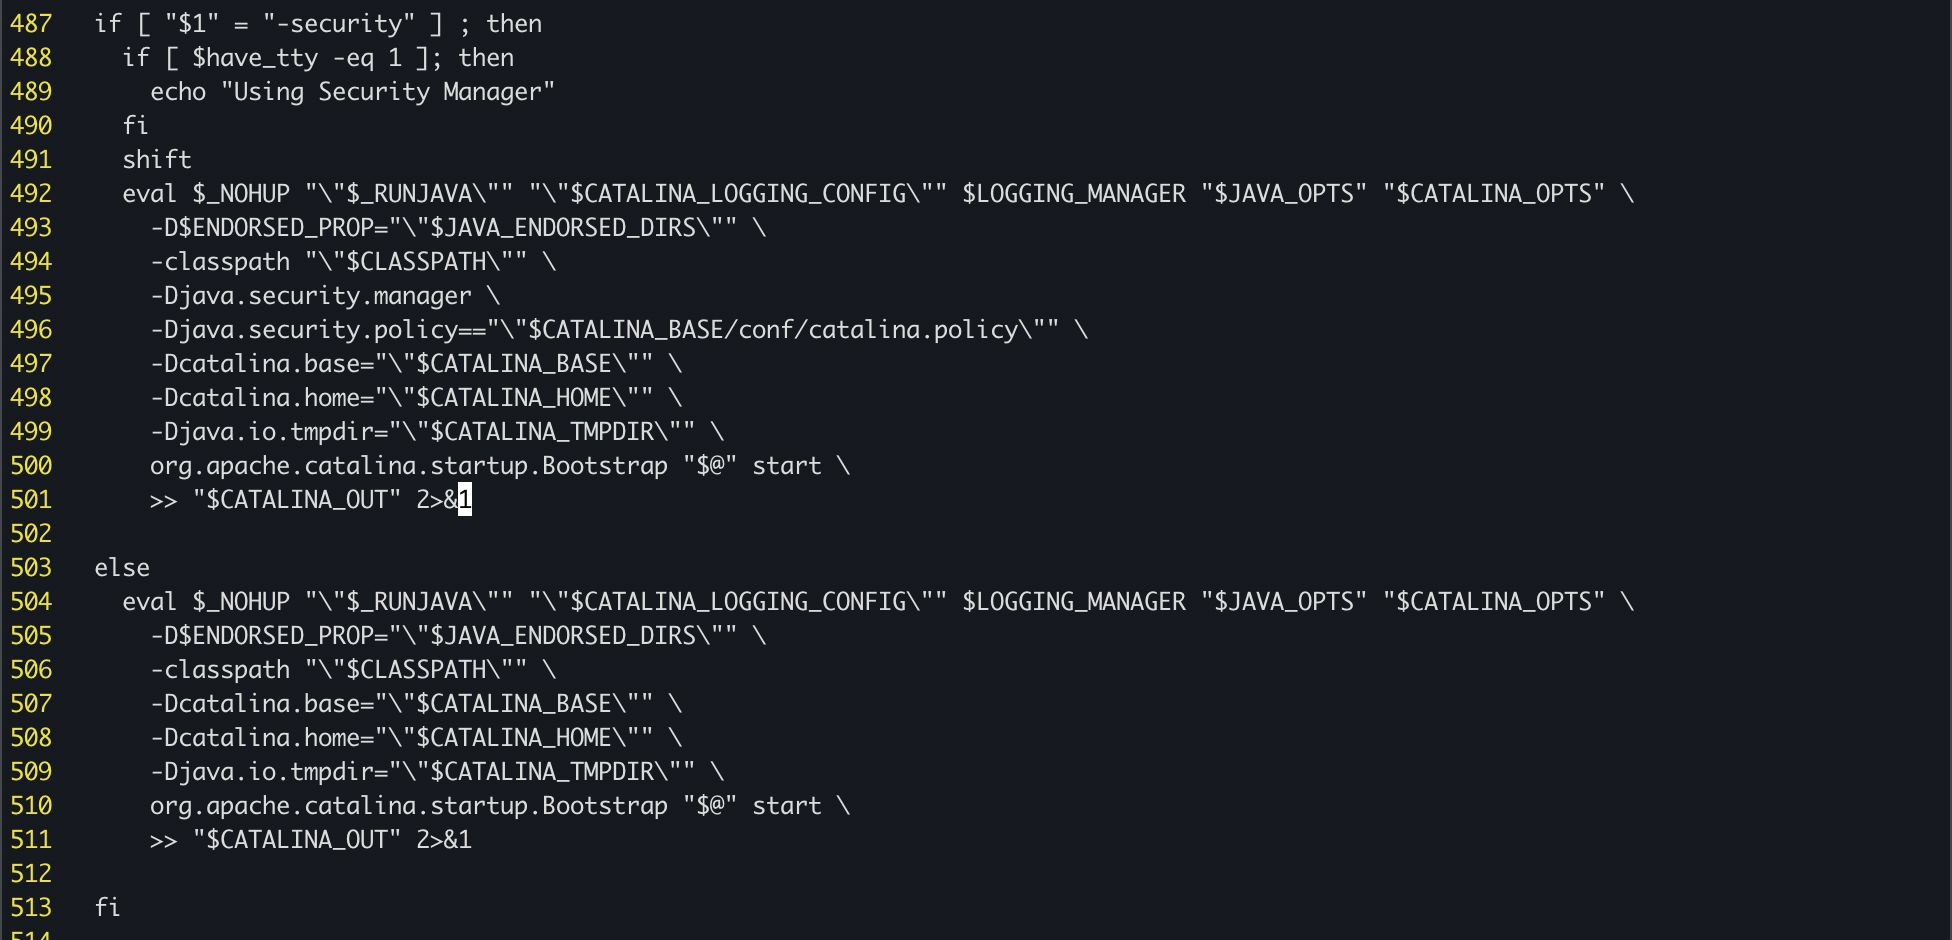 487   if [ "$1" = "-security" ] ; then
488     if [ $have_tty -eq 1 ]; then
489       echo "Using Security Manager"
490     fi
491     shift
492     eval $_NOHUP "\"$_RUNJAVA\"" "\"$CATALINA_LOGGING_CONFIG\"" $LOGGING_MANAGER "$JAVA_OPTS" "$CATALINA_OPTS" \
493       -D$ENDORSED_PROP="\"$JAVA_ENDORSED_DIRS\"" \
494       -classpath "\"$CLASSPATH\"" \
495       -Djava.security.manager \
496       -Djava.security.policy=="\"$CATALINA_BASE/conf/catalina.policy\"" \
497       -Dcatalina.base="\"$CATALINA_BASE\"" \
498       -Dcatalina.home="\"$CATALINA_HOME\"" \
499       -Djava.io.tmpdir="\"$CATALINA_TMPDIR\"" \
500       org.apache.catalina.startup.Bootstrap "$@" start \
501       >> "$CATALINA_OUT" 2>&1
502
503   else
504     eval $_NOHUP "\"$_RUNJAVA\"" "\"$CATALINA_LOGGING_CONFIG\"" $LOGGING_MANAGER "$JAVA_OPTS" "$CATALINA_OPTS" \
505       -D$ENDORSED_PROP="\"$JAVA_ENDORSED_DIRS\"" \
506       -classpath "\"$CLASSPATH\"" \
507       -Dcatalina.base="\"$CATALINA_BASE\"" \
508       -Dcatalina.home="\"$CATALINA_HOME\"" \
509       -Djava.io.tmpdir="\"$CATALINA_TMPDIR\"" \
510       org.apache.catalina.startup.Bootstrap "$@" start \
511       >> "$CATALINA_OUT" 2>&1
512
513   fi
514